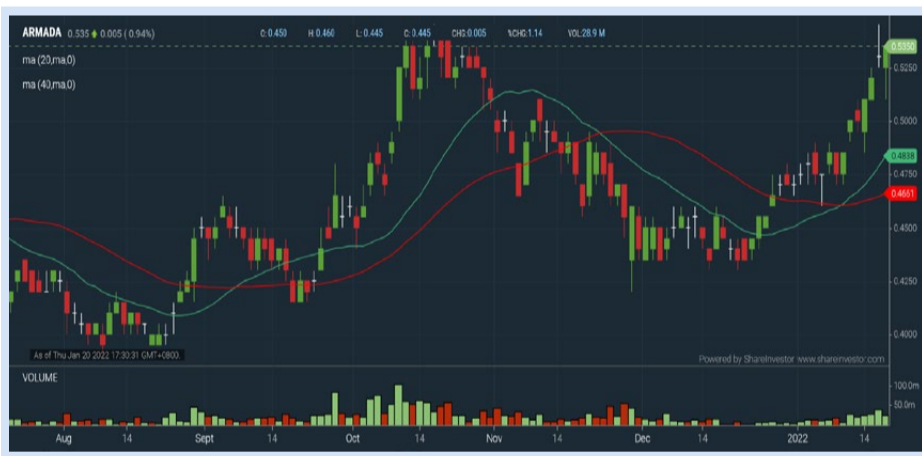 ARMADA 0.535 0.005 ( 0.94%) O: 0.450 H: 0.460 L: 0.445 C: 0.445 CHG:0.005 %CHG:1.14 VOL:28.9 M
ma (20,ma,0)
ma (40,ma,0)
0.5350
0.5250
0.5000
0.4838
0.4750
0.4651
0.4500
0.4250
0.4000
As of Thu Jan 20 2022 17:30:31 GMT+0800.
Powered by ShareInvestor www.shareinvestor.com
VOLUME
100.0m
50.0m
Aug 14 Sept 14 Oct 14 Nov 14 Dec 14 2022 14